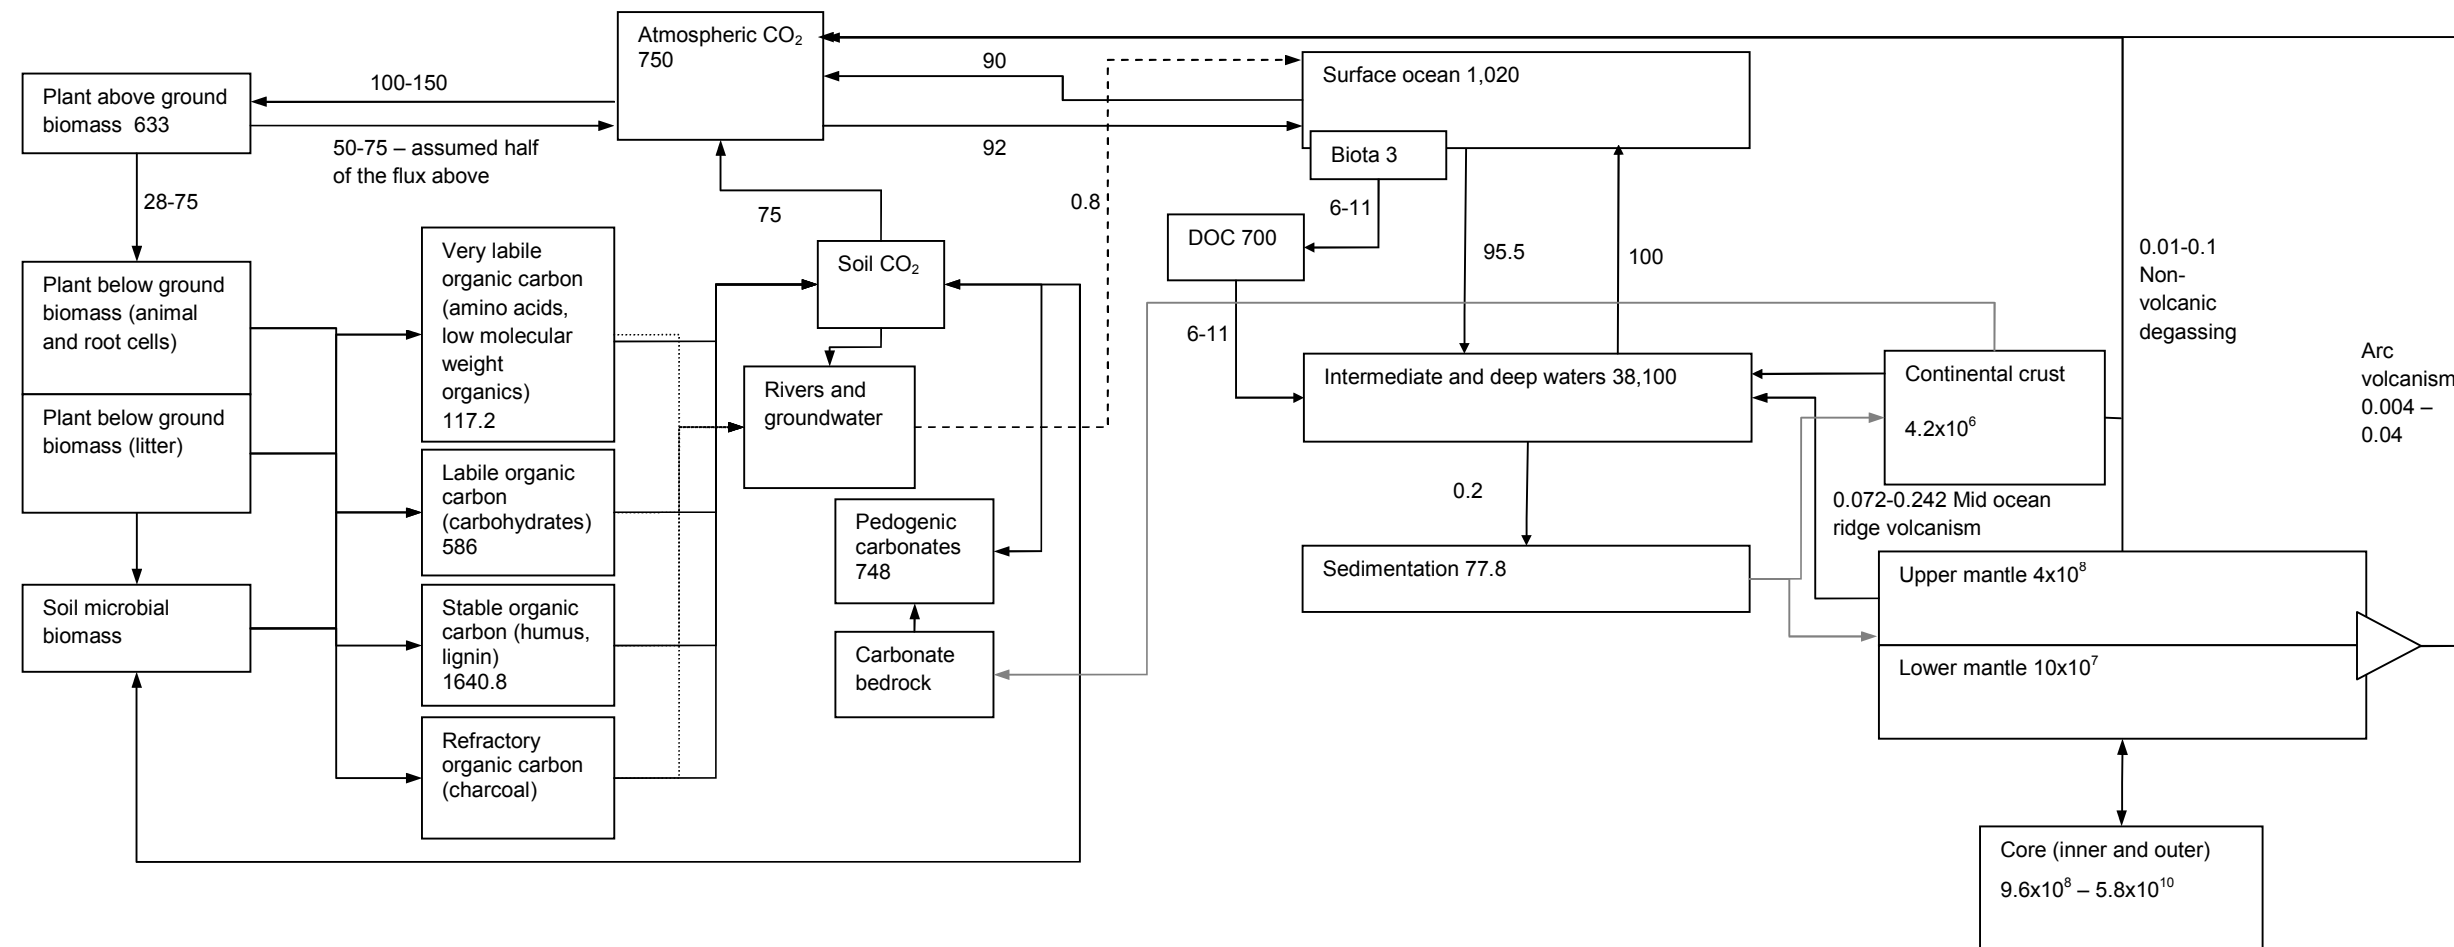 Atmospheric CO₂
750
Plant above ground
biomass 633
100-150
50-75 – assumed half
of the flux above
90
92
Surface ocean 1,020
Biota 3
28-75
75
0.8
6-11
DOC 700
95.5
100
6-11
0.01-0.1
Non-
volcanic
degassing
Arc
volcanism
0.004 –
0.04
Plant below ground
biomass (animal
and root cells)
Plant below ground
biomass (litter)
Soil microbial
biomass
Very labile
organic carbon
(amino acids,
low molecular
weight
organics)
117.2
Labile organic
carbon
(carbohydrates)
586
Stable organic
carbon (humus,
lignin)
1640.8
Refractory
organic carbon
(charcoal)
Soil CO₂
Rivers and
groundwater
Pedogenic
carbonates
748
Carbonate
bedrock
Intermediate and deep waters 38,100
0.2
Sedimentation 77.8
Continental crust
4.2x10⁶
0.072-0.242 Mid ocean
ridge volcanism
Upper mantle 4x10⁸
Lower mantle 10x10⁷
Core (inner and outer)
9.6x10⁸ – 5.8x10¹⁰